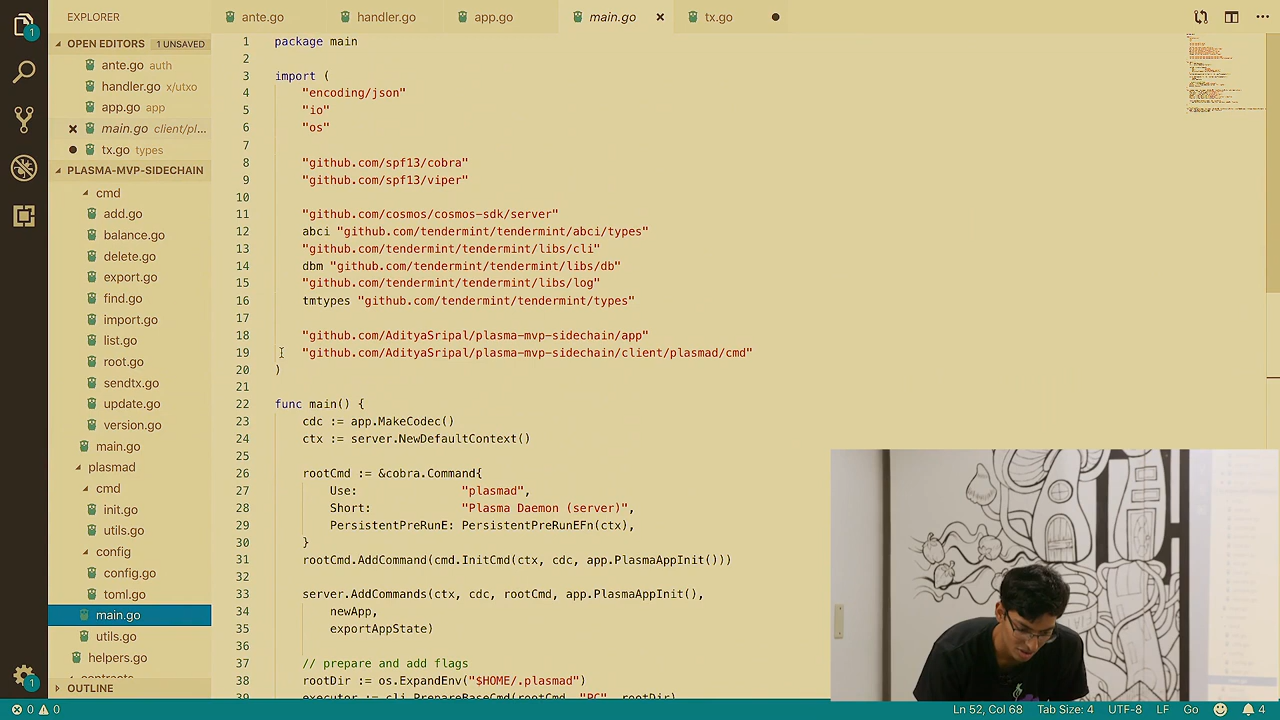 EXPLORER
ante.go
handler.go
app.go
main.go
tx.go
1
OPEN EDITORS 1 UNSAVED
ante.go auth
handler.go x/utxo
app.go app
main.go client/pl...
tx.go types
PLASMA-MVP-SIDECHAIN
cmd
add.go
balance.go
delete.go
export.go
find.go
import.go
list.go
root.go
sendtx.go
update.go
version.go
main.go
plasmad
cmd
init.go
utils.go
config
config.go
toml.go
main.go
utils.go
helpers.go
OUTLINE
1
1 package main
2
3 import (
4 "encoding/json"
5 "io"
6 "os"
7
8 "github.com/spf13/cobra"
9 "github.com/spf13/viper"
10
11 "github.com/cosmos/cosmos-sdk/server"
12 abci "github.com/tendermint/tendermint/abci/types"
13 "github.com/tendermint/tendermint/libs/cli"
14 dbm "github.com/tendermint/tendermint/libs/db"
15 "github.com/tendermint/tendermint/libs/log"
16 tmtypes "github.com/tendermint/tendermint/types"
17
18 "github.com/AdityaSripal/plasma-mvp-sidechain/app"
19 "github.com/AdityaSripal/plasma-mvp-sidechain/client/plasmad/cmd"
20 )
21
22 func main() {
23 cdc := app.MakeCodec()
24 ctx := server.NewDefaultContext()
25
26 rootCmd := &cobra.Command{
27 Use: "plasmad",
28 Short: "Plasma Daemon (server)",
29 PersistentPreRunE: PersistentPreRunEFn(ctx),
30 }
31 rootCmd.AddCommand(cmd.InitCmd(ctx, cdc, app.PlasmaAppInit()))
32
33 server.AddCommands(ctx, cdc, rootCmd, app.PlasmaAppInit(),
34 newApp,
35 exportAppState)
36
37 // prepare and add flags
38 rootDir := os.ExpandEnv("$HOME/.plasmad")
39 executor := cli.PrepareBaseCmd(rootCmd, "PC", rootDir)
0 0
Ln 52, Col 68 Tab Size: 4 UTF-8 LF Go 4